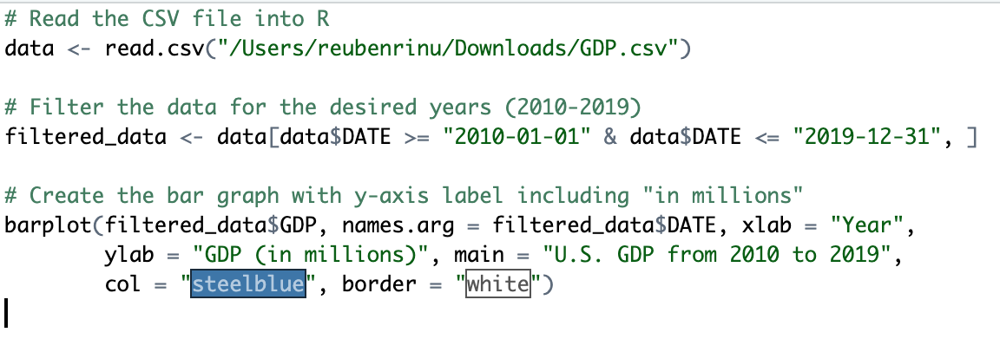 # Read the CSV file into R
data <- read.csv("/Users/reubenrinu/Downloads/GDP.csv")
# Filter the data for the desired years (2010-2019)
filtered_data <- data[data$DATE >= "2010-01-01" & data$DATE <= "2019-12-31", ]
# Create the bar graph with y-axis label including "in millions"
barplot(filtered_data$GDP, names.arg = filtered_data$DATE, xlab = "Year",
ylab = "GDP (in millions)", main = "U.S. GDP from 2010 to 2019",
col = "steelblue", border = "white")